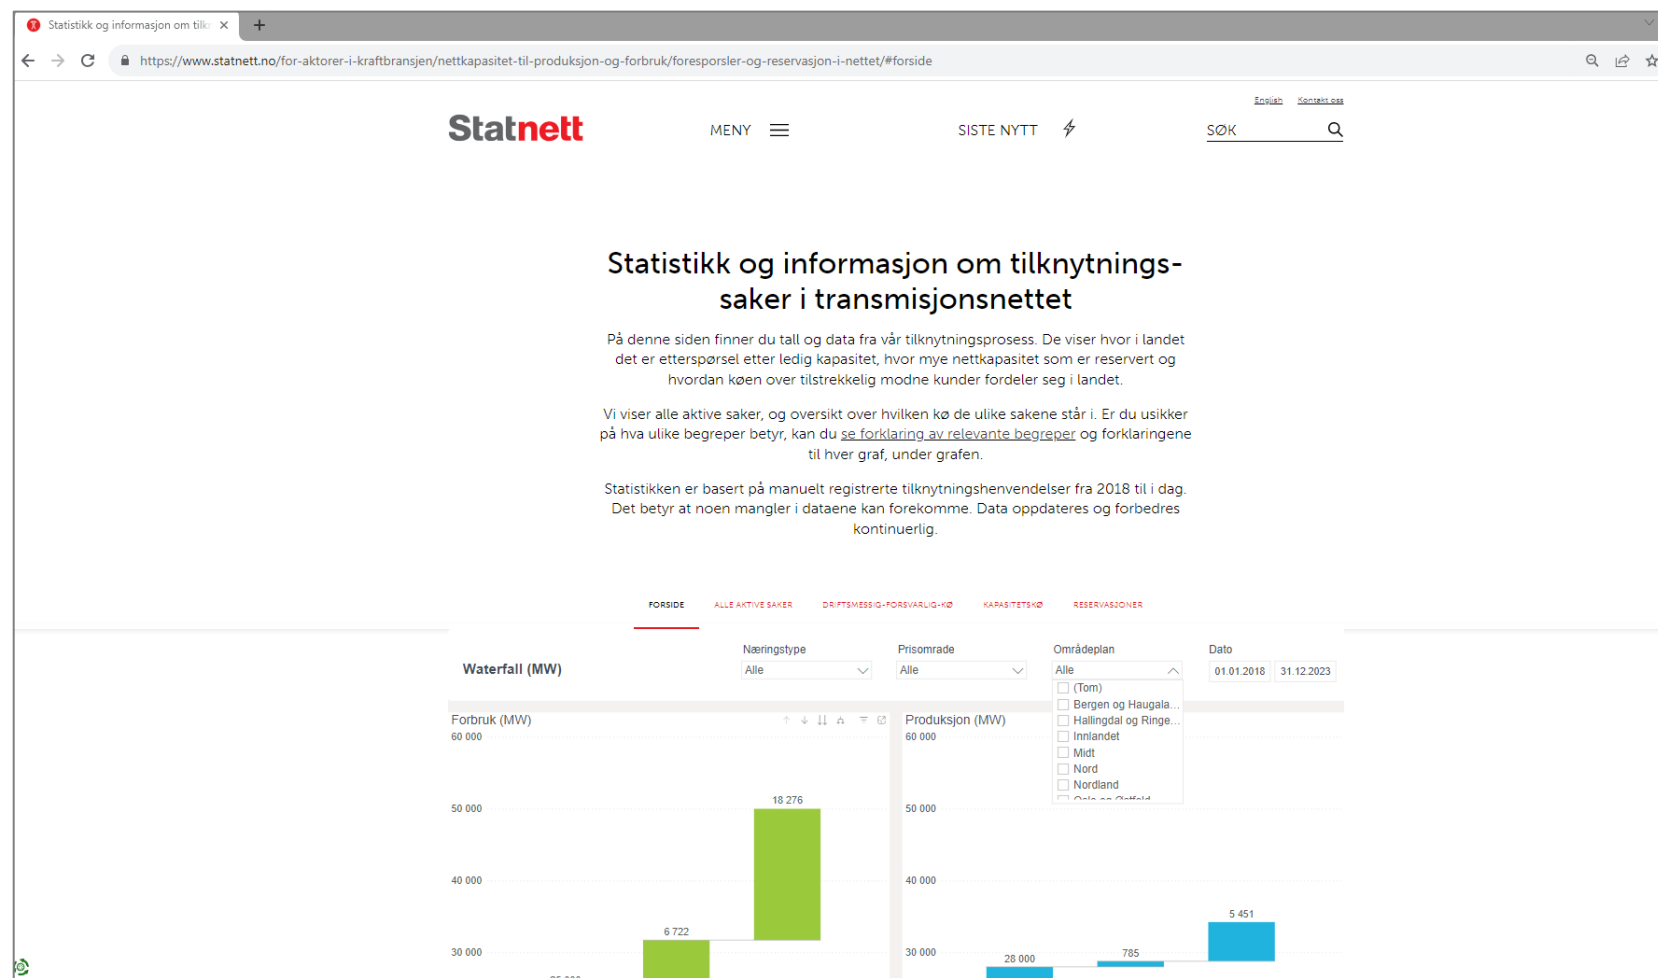 Statistikk og informasjon om tilk
https://www.statnett.no/for-aktorer-i-kraftbransjen/nettkapasitet-til-produksjon-og-forbruk/foresporsler-og-reservasjon-i-nettet/#forside
English Kontakt oss
Statnett
MENY
SISTE NYTT
SØK
Statistikk og informasjon om tilknytnings-
saker i transmisjonsnettet
På denne siden finner du tall og data fra vår tilknytningsprosess. De viser hvor i landet
det er etterspørsel etter ledig kapasitet, hvor mye nettkapasitet som er reservert og
hvordan køen over tilstrekkelig modne kunder fordeler seg i landet.
Vi viser alle aktive saker, og oversikt over hvilken kø de ulike sakene står i. Er du usikker
på hva ulike begreper betyr, kan du se forklaring av relevante begreper og forklaringene
til hver graf, under grafen.
Statistikken er basert på manuelt registrerte tilknytningshenvendelser fra 2018 til i dag.
Det betyr at noen mangler i dataene kan forekomme. Data oppdateres og forbedres
kontinuerlig.
FORSIDE ALLE AKTIVE SAKER DRIFTSMESSIG-FORSVARLIG-KØ KAPASITETSKØ RESERVASJONER
Waterfall (MW)
Næringstype
Alle
Prisområde
Alle
Områdeplan
Alle
(Tom)
Bergen og Haugala...
Hallingdal og Ringe...
Innlandet
Midt
Nord
Nordland
Dato
01.01.2018 31.12.2023
Forbruk (MW)
60 000
50 000
40 000
30 000
6 722
18 276
Produksjon (MW)
60 000
50 000
40 000
30 000
28 000
785
5 451